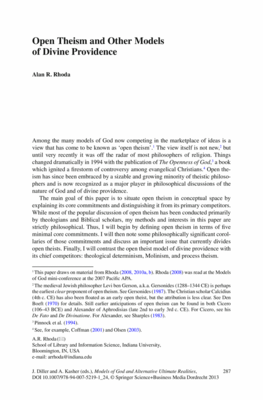 Open Theism and Other Models
of Divine Providence
Alan R. Rhoda
Among the many models of God now competing in the marketplace of ideas is a
view that has come to be known as ‘open theism’.1 The view itself is not new,2 but
until very recently it was off the radar of most philosophers of religion. Things
changed dramatically in 1994 with the publication of The Openness of God,3 a book
which ignited a firestorm of controversy among evangelical Christians.4 Open the-
ism has since been embraced by a sizable and growing minority of theistic philoso-
phers and is now recognized as a major player in philosophical discussions of the
nature of God and of divine providence.
The main goal of this paper is to situate open theism in conceptual space by
explaining its core commitments and distinguishing it from its primary competitors.
While most of the popular discussion of open theism has been conducted primarily
by theologians and Biblical scholars, my methods and interests in this paper are
strictly philosophical. Thus, I will begin by defining open theism in terms of five
minimal core commitments. I will then note some philosophically significant corol-
laries of those commitments and discuss an important issue that currently divides
open theists. Finally, I will contrast the open theist model of divine providence with
its chief competitors: theological determinism, Molinism, and process theism.
1 This paper draws on material from Rhoda (2008, 2010a, b). Rhoda (2008) was read at the Models
of God mini-conference at the 2007 Pacific APA.
2 The medieval Jewish philosopher Levi ben Gerson, a.k.a. Gersonides (1288–1344 CE) is perhaps
the earliest clear proponent of open theism. See Gersonides (1987). The Christian scholar Calcidius
(4th c. CE) has also been floated as an early open theist, but the attribution is less clear. See Den
Boeft (1970) for details. Still earlier anticipations of open theism can be found in both Cicero
(106–43 BCE) and Alexander of Aphrodisias (late 2nd to early 3rd c. CE). For Cicero, see his
De Fato and De Divinatione. For Alexander, see Sharples (1983).
3 Pinnock et al. (1994).
4 See, for example, Coffman (2001) and Olsen (2003).
A.R. Rhoda (✉)
School of Library and Information Science, Indiana University,
Bloomington, IN, USA
e-mail: arrhoda@indiana.edu
J. Diller and A. Kasher (eds.), Models of God and Alternative Ultimate Realities,
DOI 10.1007/978-94-007-5219-1_24, © Springer Science+Business Media Dordrecht 2013
287